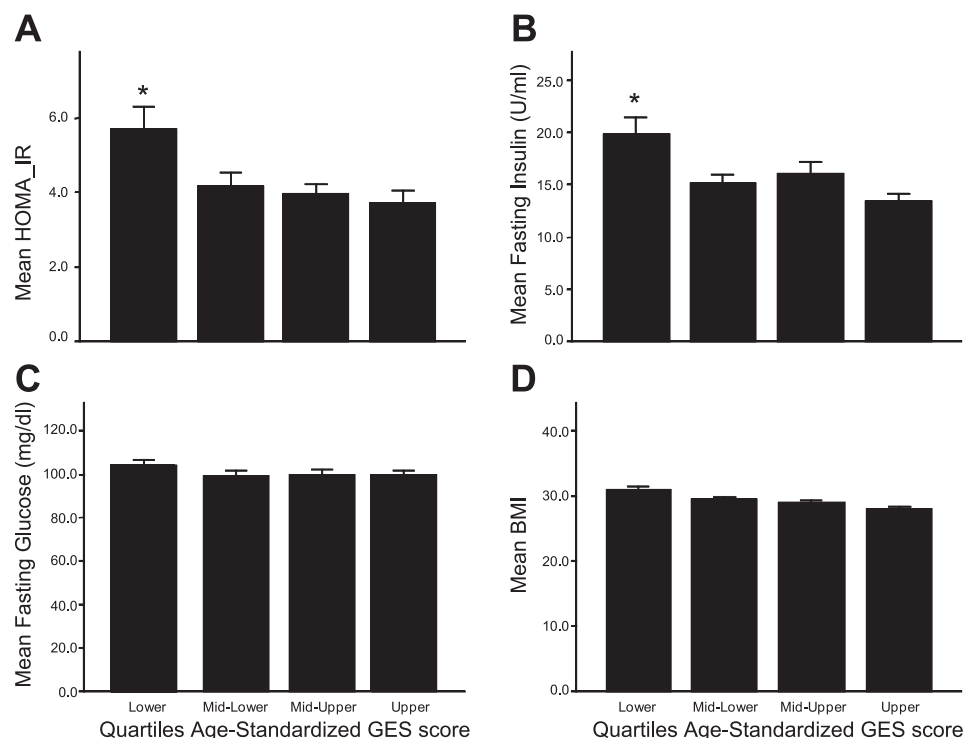 A
Mean HOMA_IR
6.0
4.0
2.0
0.0
*
B
Mean Fasting Insulin (U/ml)
25.0
20.0
15.0
10.0
5.0
0.0
*
C
Mean Fasting Glucose (mg/dl)
120.0
100.0
80.0
60.0
40.0
20.0
0.0
Lower Mid-Lower Mid-Upper Upper
Quartiles Age-Standardized GES score
D
Mean BMI
40.0
30.0
20.0
10.0
0.0
Lower Mid-Lower Mid-Upper Upper
Quartiles Age-Standardized GES score